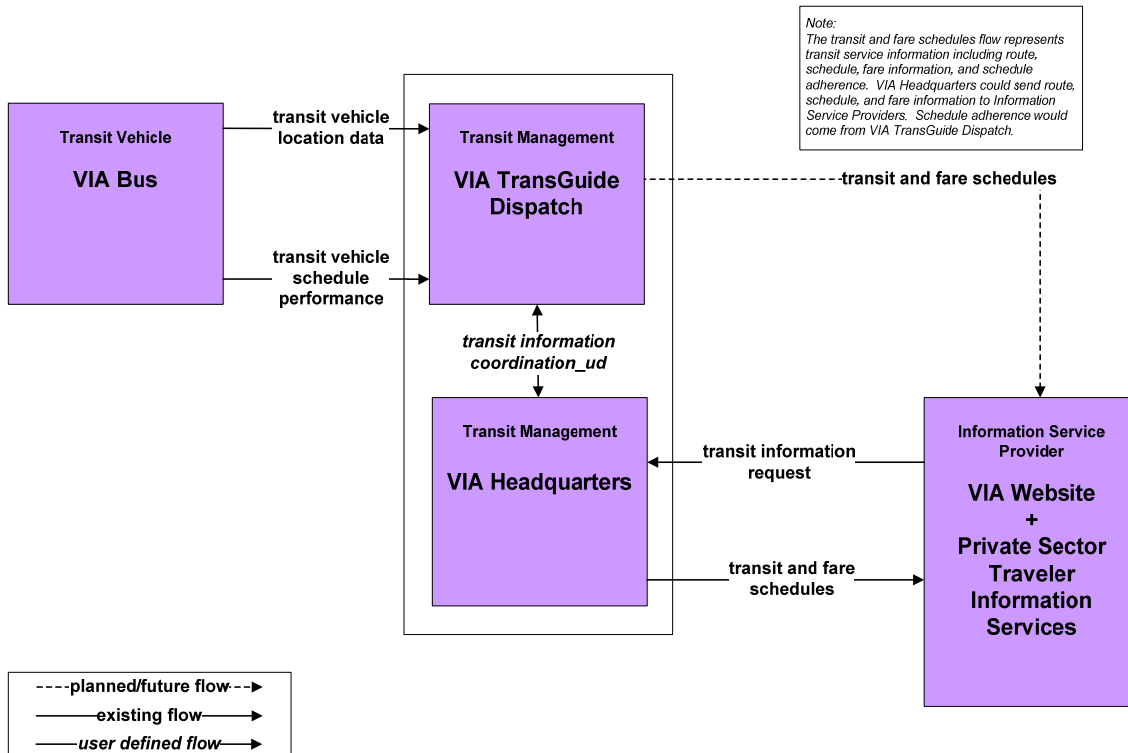 Note:
The transit and fare schedules flow represents
transit service information including route,
schedule, fare information, and schedule
adherence. VIA Headquarters could send route,
schedule, and fare information to Information
Service Providers. Schedule adherence would
come from VIA TransGuide Dispatch.
Transit Vehicle
VIA Bus
transit vehicle
location data
transit vehicle
schedule
performance
Transit Management
VIA TransGuide
Dispatch
transit and fare schedules
transit information
coordination_ud
Transit Management
VIA Headquarters
transit information
request
transit and fare
schedules
Information Service
Provider
VIA Website
+
Private Sector
Traveler
Information
Services
planned/future flow
existing flow
user defined flow